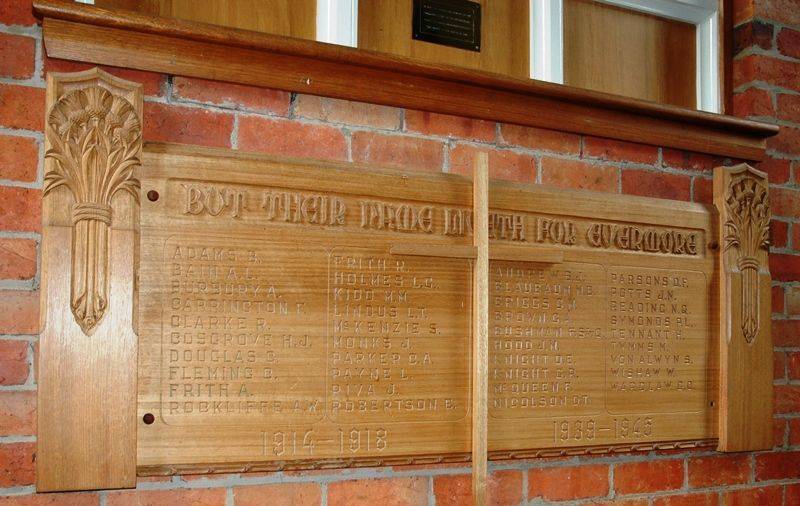 BUT THEIR NAME LIVETH FOR EVERMORE
ADAMS B.
BAIN A.L.
BURBURY A.
CARRINGTON F.
CLARKE R.
COSGROVE H.J.
DOUGLAS C.
FLEMING C.
FRITH A.
ROCKLIFFE A.V.
FRITH R.
HOLMES L.G.
KIDD M.M.
LINDUS L.T.
McKENZIE S.
MONKS J.
PARKER C.A.
PAYNE L.
RIVA J.
ROBERTSON E.
1914-1918
ANDREWS
BLAUBAUM
BRIGGS
BROWN
BUSHMAN
HOOD
KNIGHT D.E.
KNIGHT C.R.
McQUEEN F.
NICOLSON D.T.
PARSONS D.F.
POTTS J.N.
READING N.Q.
SYMONDS P.L.
TENNANT H.
TYMMS M.
VON ALWYN S.
WISHAW W.
WARDLAW C.O.
1939-1945